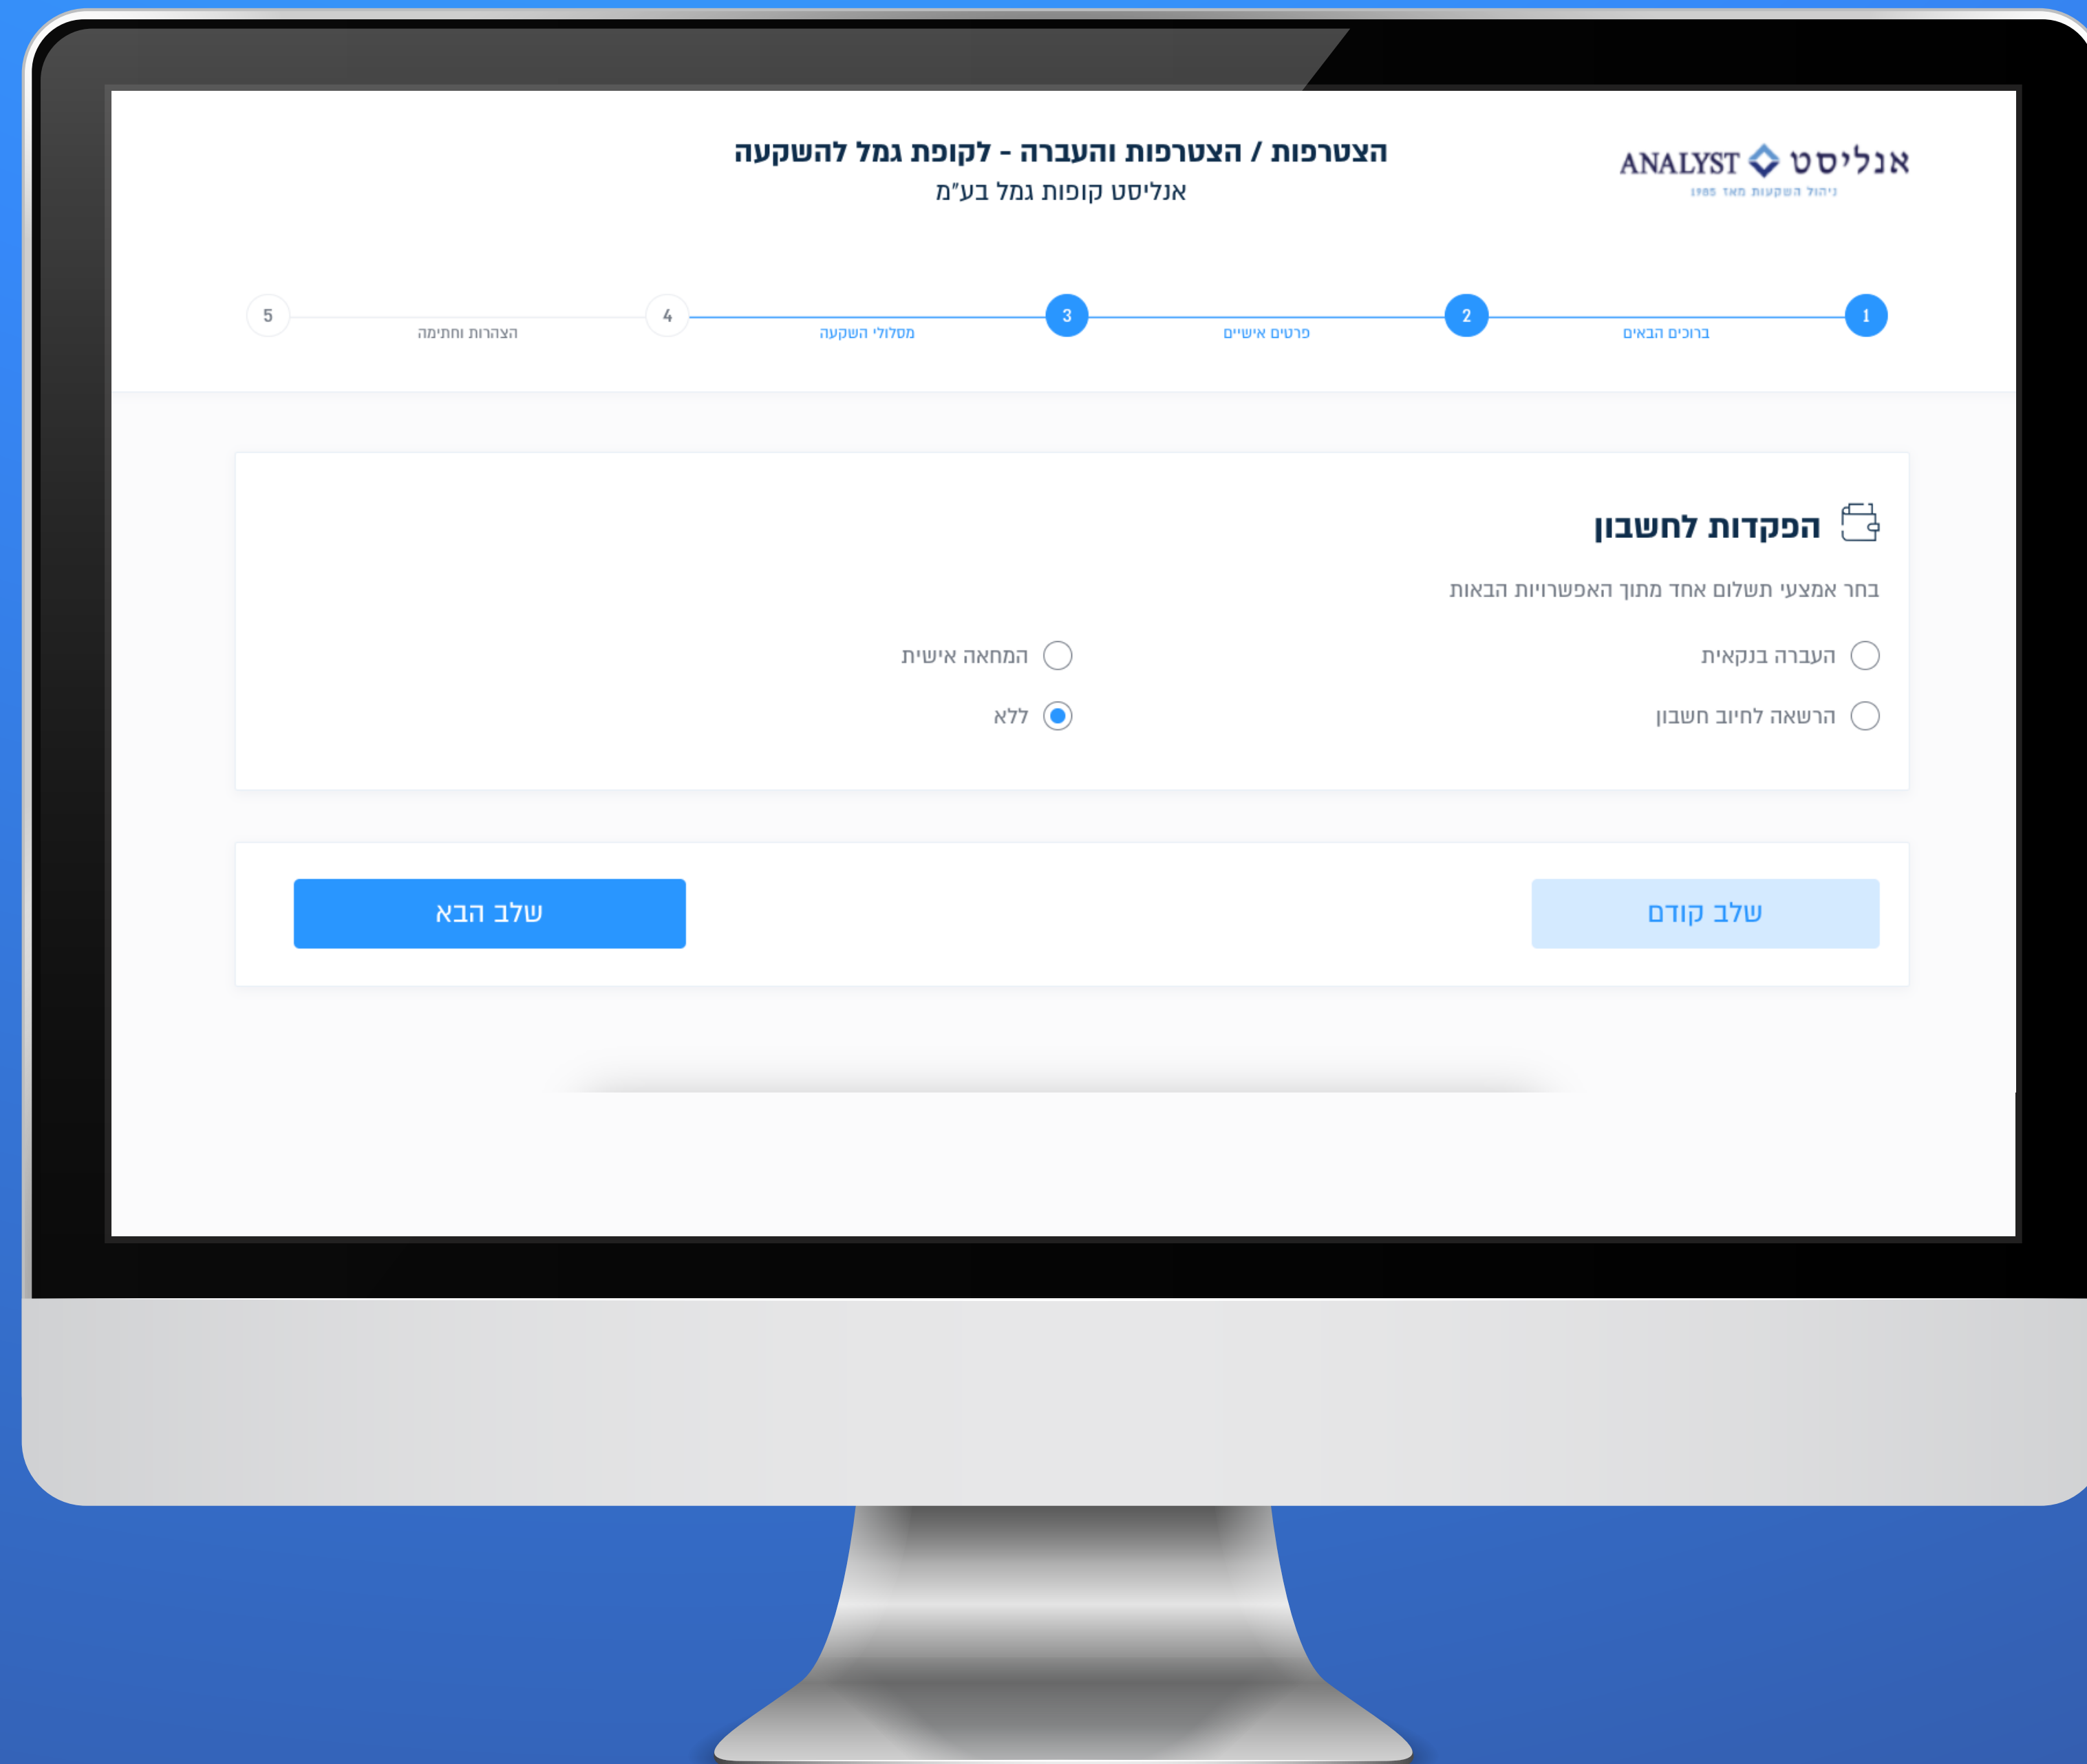 אנליסט ANALYST
ניהול השקעות מאז 1985
הצטרפות / הצטרפות והעברה - לקופת גמל להשקעה
אנליסט קופות גמל בע"מ
1
ברוכים הבאים
2
פרטים אישיים
3
מסלולי השקעה
4
הצהרות וחתימה
5
הפקדות לחשבון
בחר אמצעי תשלום אחד מתוך האפשרויות הבאות
העברה בנקאית
המחאה אישית
הרשאה לחיוב חשבון
ללא
שלב קודם
שלב הבא